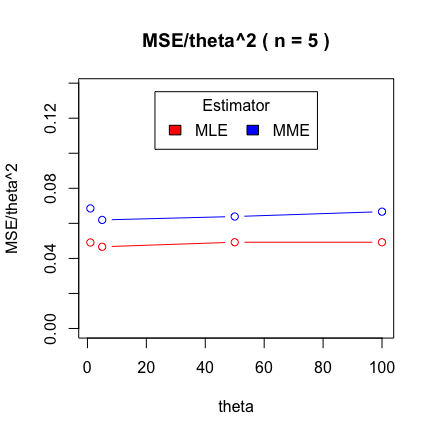 MSE/theta^2 ( n = 5 )
Estimator
MLE MME
MSE/theta^2
0.12
0.08
0.04
0.00
0 20 40 60 80 100
theta